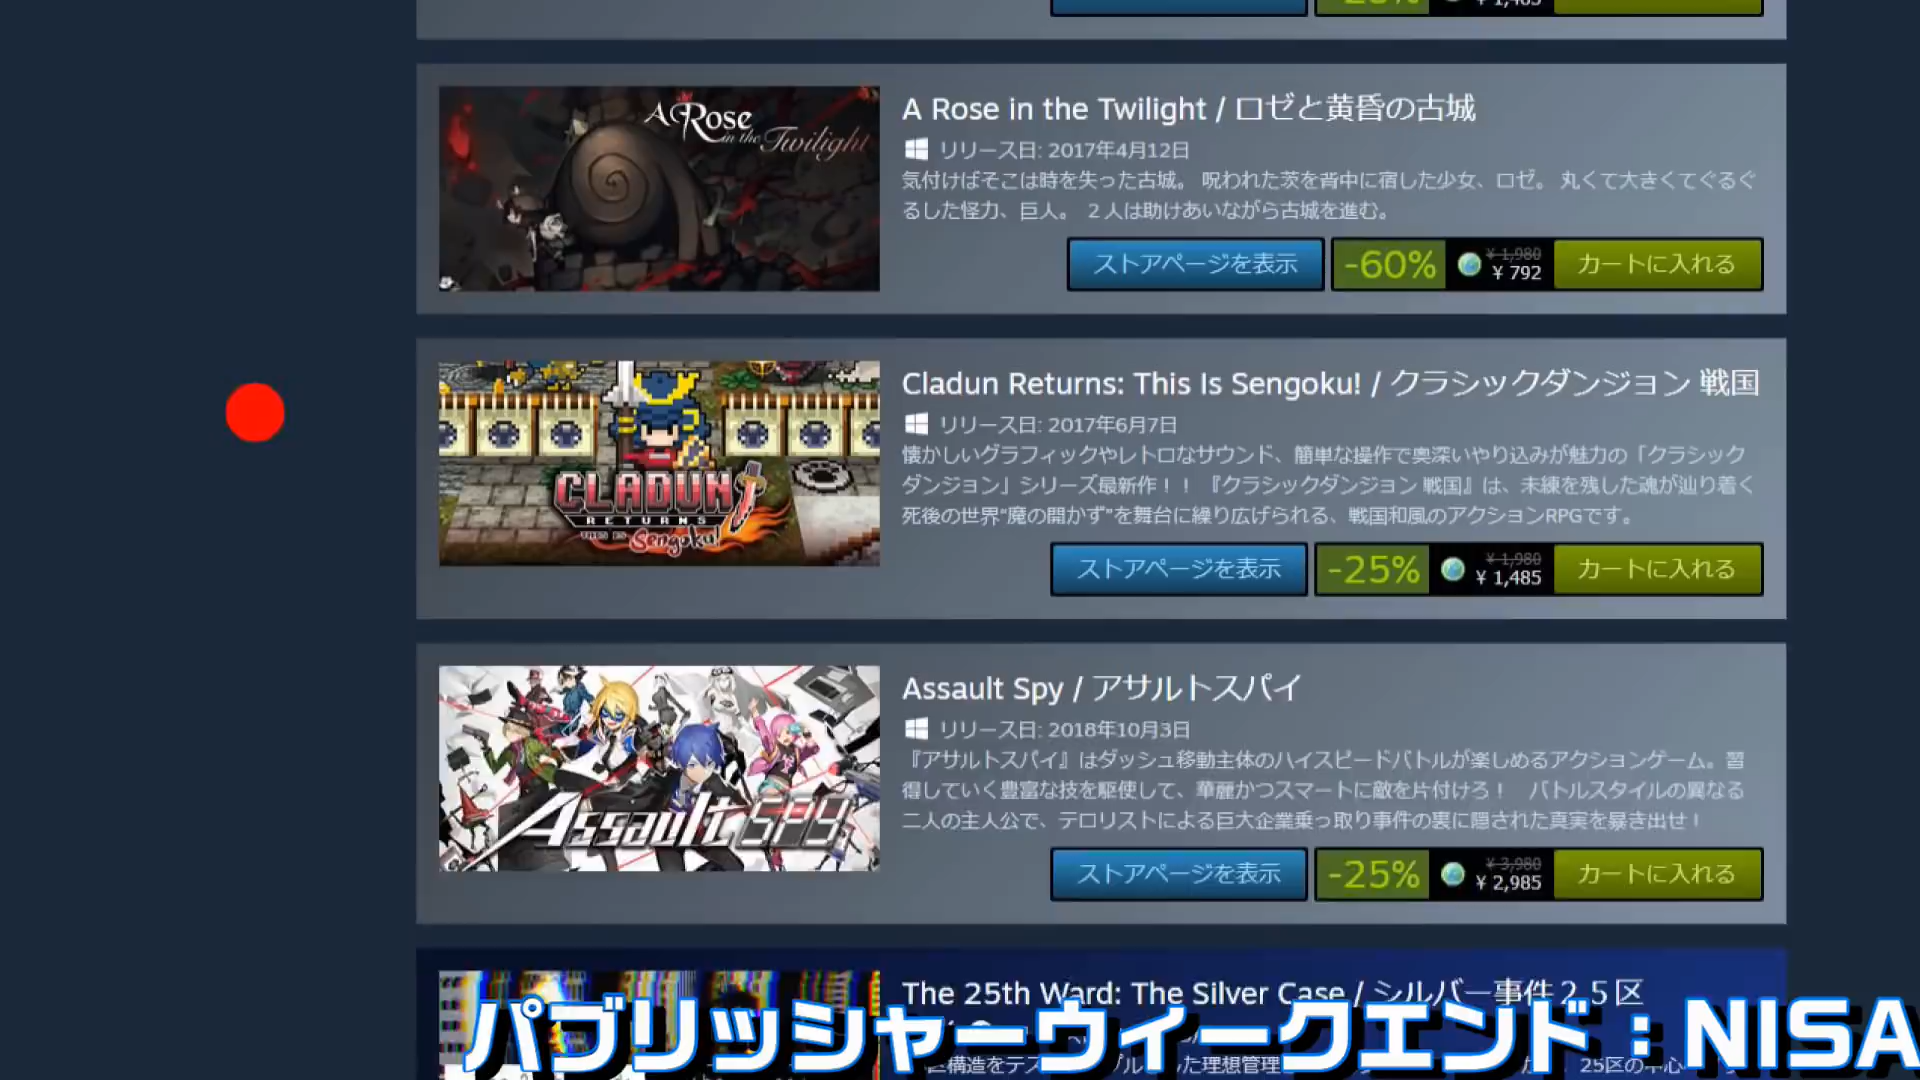 ¥ 1,485
A Rose in the Twilight
A Rose in the Twilight / ロゼと黄昏の古城
リリース日: 2017年4月12日
気付けばそこは時を失った古城。 呪われた茨を背中に宿した少女、ロゼ。 丸くて大きくてぐるぐ
るした怪力、巨人。 ２人は助けあいながら古城を進む。
ストアページを表示 -60% ¥ 1,980 ¥ 792 カートに入れる
CLADUN
RETURNS
THIS IS Sengoku!
Cladun Returns: This Is Sengoku! / クラシックダンジョン 戦国
リリース日: 2017年6月7日
懐かしいグラフィックやレトロなサウンド、簡単な操作で奥深いやり込みが魅力の「クラシック
ダンジョン」シリーズ最新作！！『クラシックダンジョン 戦国』は、未練を残した魂が辿り着く
死後の世界“魔の開かず”を舞台に繰り広げられる、戦国和風のアクションRPGです。
ストアページを表示 -25% ¥ 1,980 ¥ 1,485 カートに入れる
Assault SPY
Assault Spy / アサルトスパイ
リリース日: 2018年10月3日
『アサルトスパイ』はダッシュ移動主体のハイスピードバトルが楽しめるアクションゲーム。習
得していく豊富な技を駆使して、華麗かつスマートに敵を片付けろ！　バトルスタイルの異なる
二人の主人公で、テロリストによる巨大企業乗っ取り事件の裏に隠された真実を暴き出せ！
ストアページを表示 -25% ¥ 3,980 ¥ 2,985 カートに入れる
The 25th Ward: The Silver Case / シルバー事件２５区
パブリッシャーウィークエンド：NISA